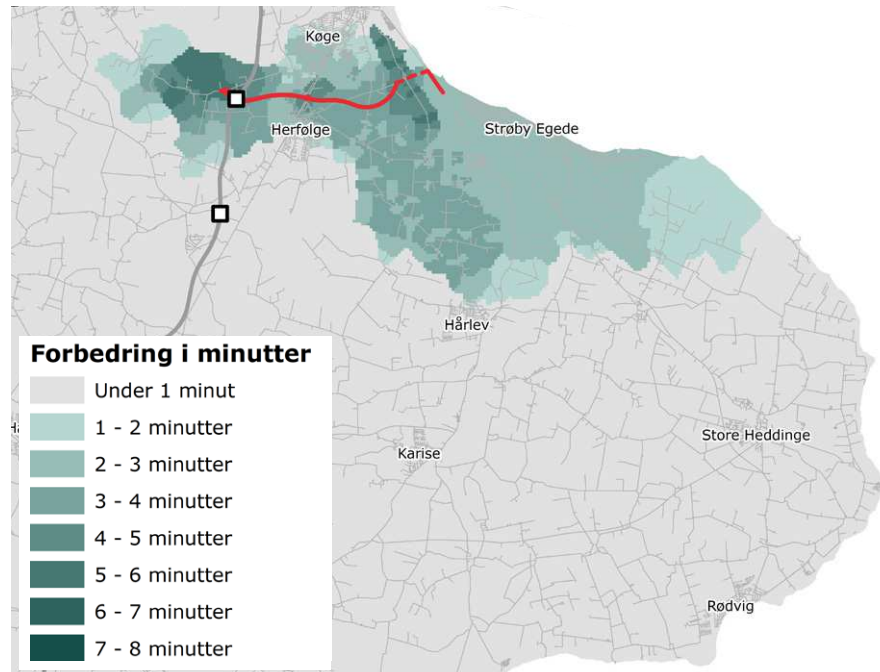 Køge
Herfølge
Strøby Egede
Hårlev
Karise
Store Heddinge
Rødvig
Forbedring i minutter
Under 1 minut
1 - 2 minutter
2 - 3 minutter
3 - 4 minutter
4 - 5 minutter
5 - 6 minutter
6 - 7 minutter
7 - 8 minutter